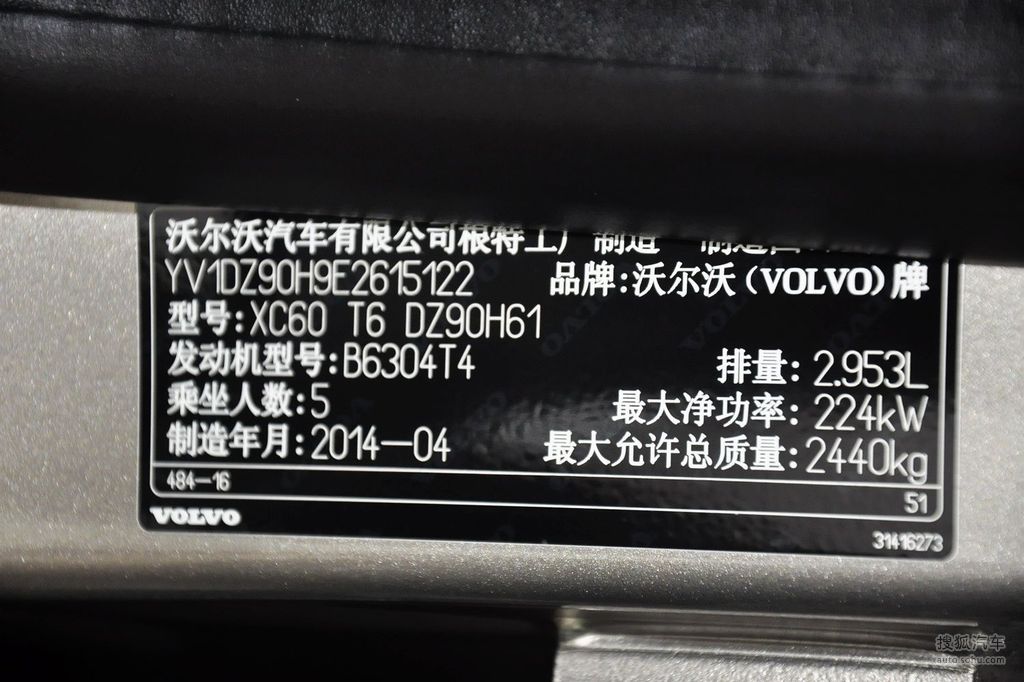 沃尔沃汽车有限公司根特工厂 制造
YV1DZ90H9E2615122 品牌:沃尔沃(VOLVO)牌
型号:XC60 T6 DZ90H61
发动机型号:B6304T4 排量: 2.953L
乘坐人数:5 最大净功率: 224kW
制造年月:2014-04 最大允许总质量:2440kg
484-16 51
VOLVO
31416273
搜狐汽车
auto.sohu.com